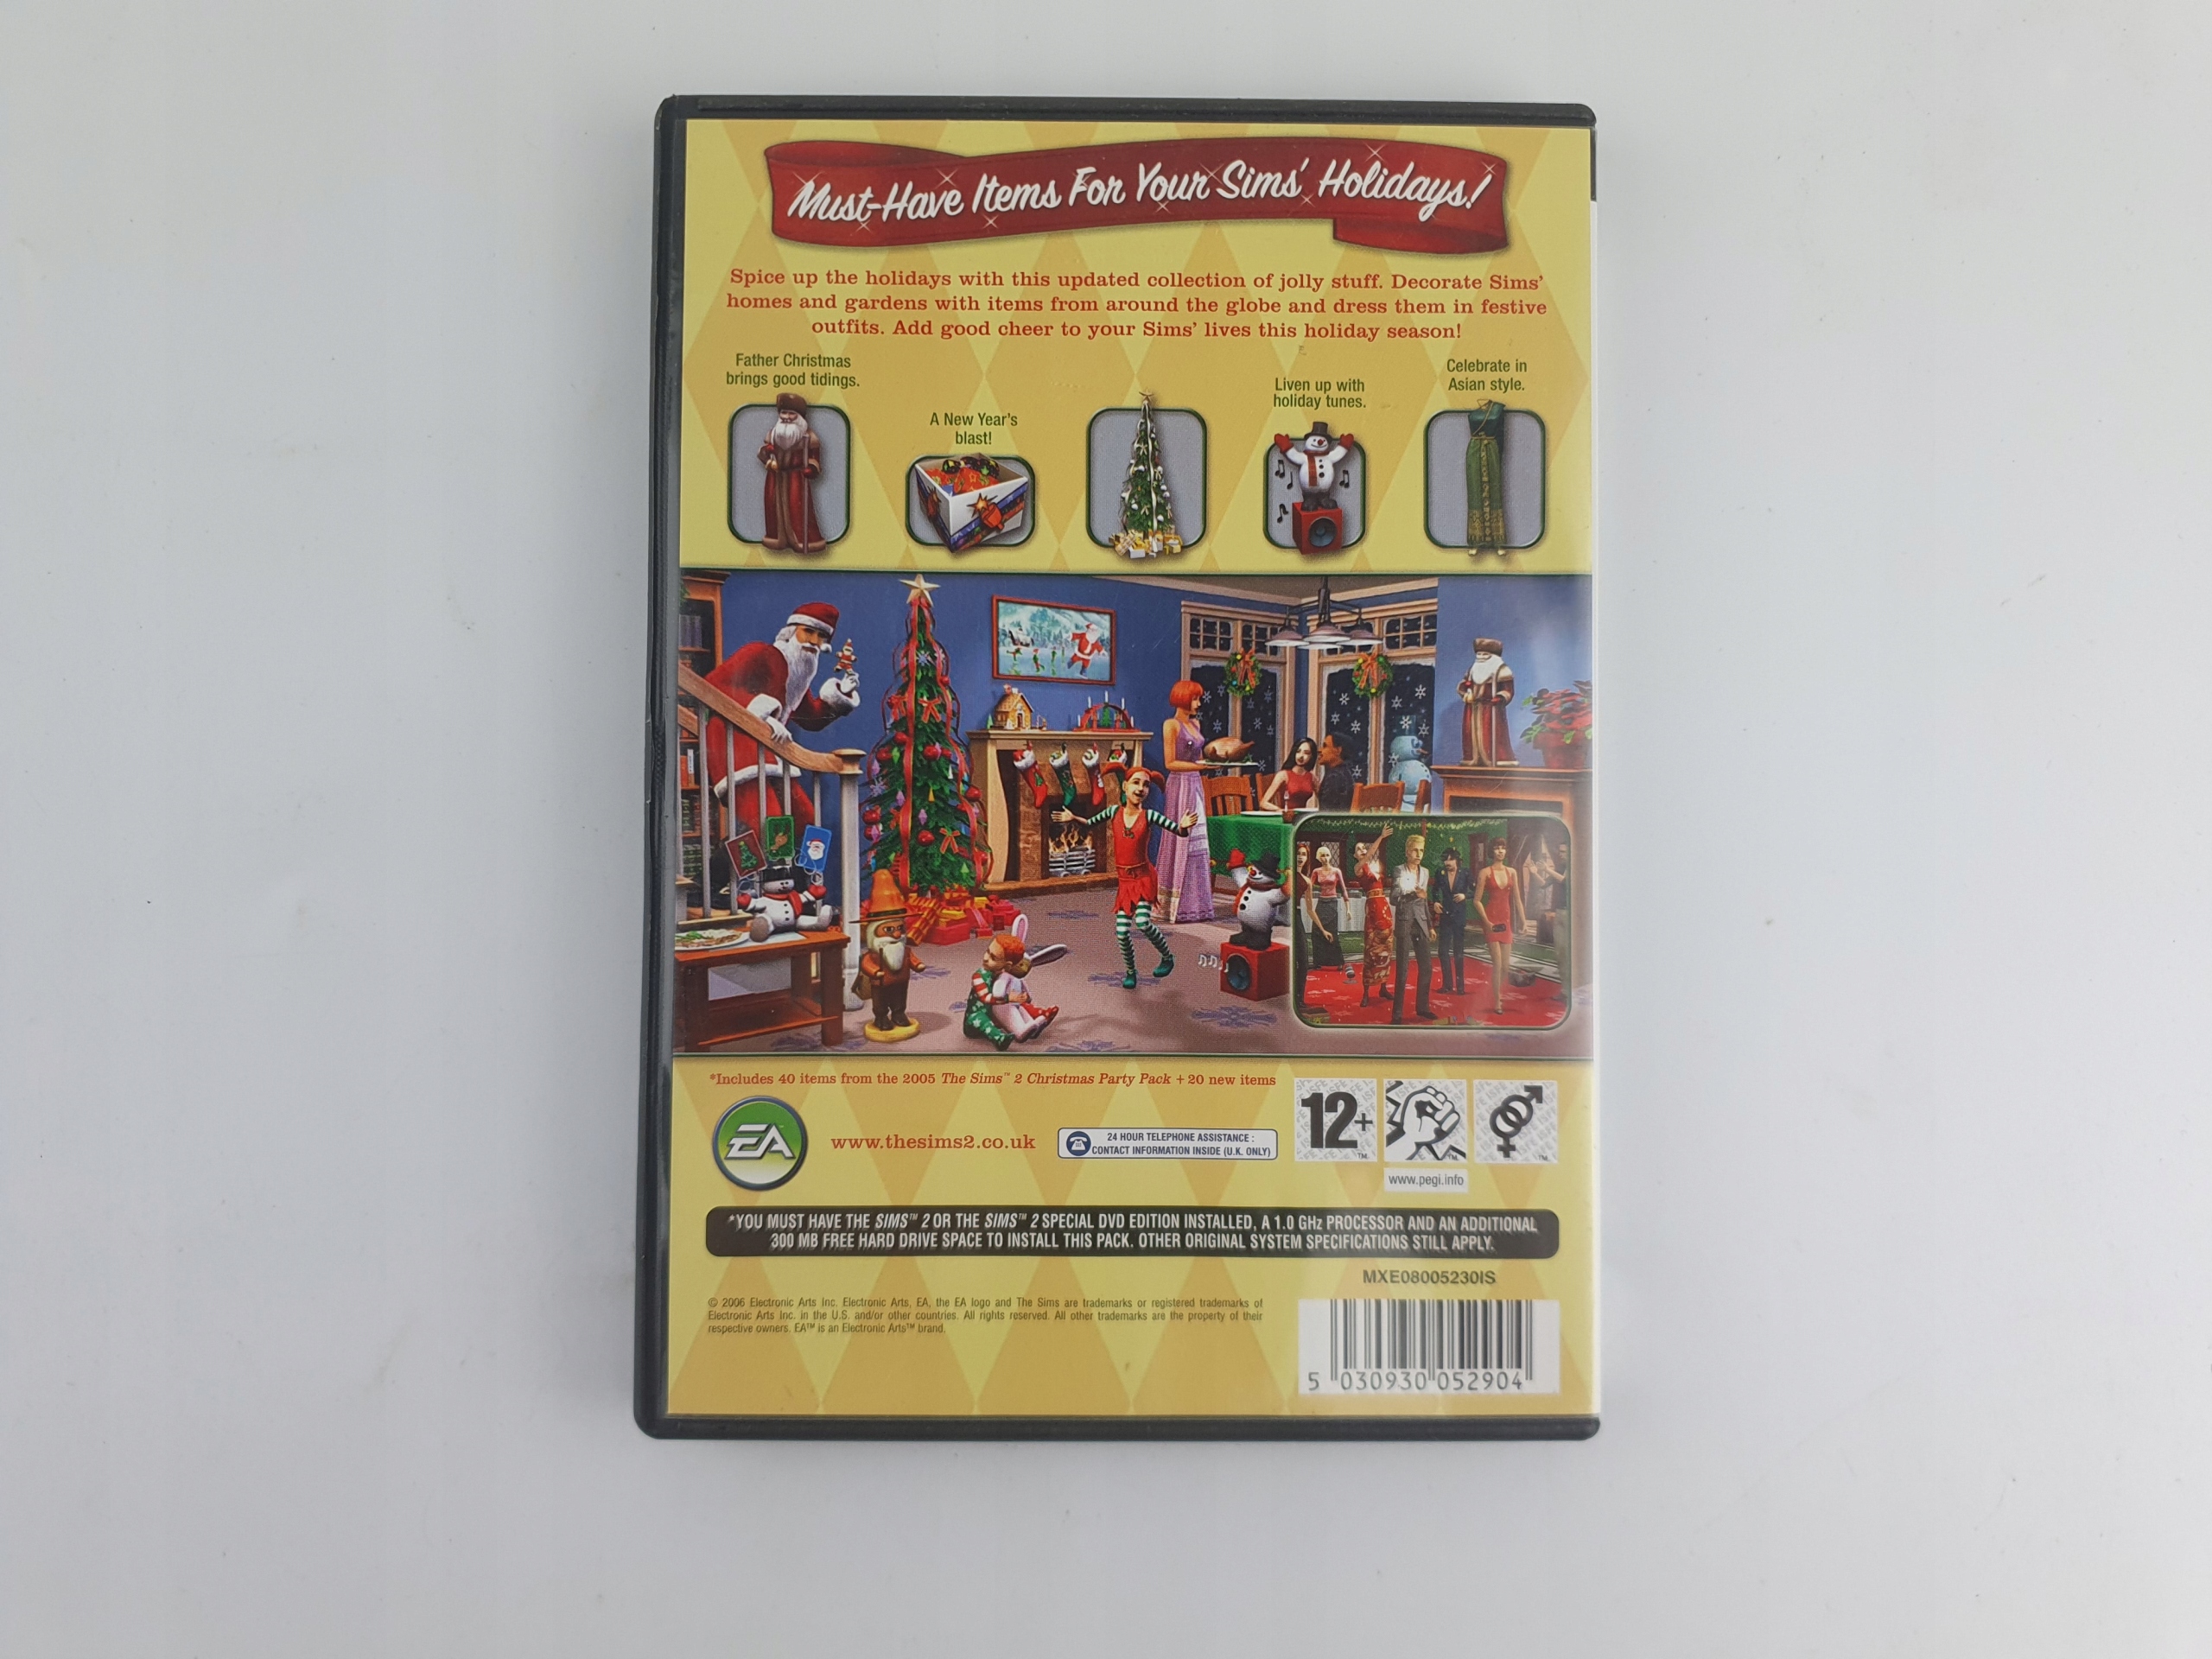 Must-Have Items For Your Sims' Holidays!
Spice up the holidays with this updated collection of jolly stuff. Decorate Sims'
homes and gardens with items from around the globe and dress them in festive
outfits. Add good cheer to your Sims' lives this holiday season!
Father Christmas
brings good tidings.
A New Year's
blast!
Liven up with
holiday tunes.
Celebrate in
Asian style.
*Includes 40 items from the 2005 The Sims™ 2 Christmas Party Pack + 20 new items
EA
www.thesims2.co.uk
24 HOUR TELEPHONE ASSISTANCE :
CONTACT INFORMATION INSIDE (U.K. ONLY)
12+
www.pegi.info
*YOU MUST HAVE THE SIMS™ 2 OR THE SIMS™ 2 SPECIAL DVD EDITION INSTALLED, A 1.0 GHz PROCESSOR AND AN ADDITIONAL
300 MB FREE HARD DRIVE SPACE TO INSTALL THIS PACK. OTHER ORIGINAL SYSTEM SPECIFICATIONS STILL APPLY.
MXE08005230IS
© 2006 Electronic Arts Inc. Electronic Arts, EA, the EA logo and The Sims are trademarks or registered trademarks of
Electronic Arts Inc. in the U.S. and/or other countries. All rights reserved. All other trademarks are the property of their
respective owners. EA™ is an Electronic Arts™ brand.
5 030930 052904